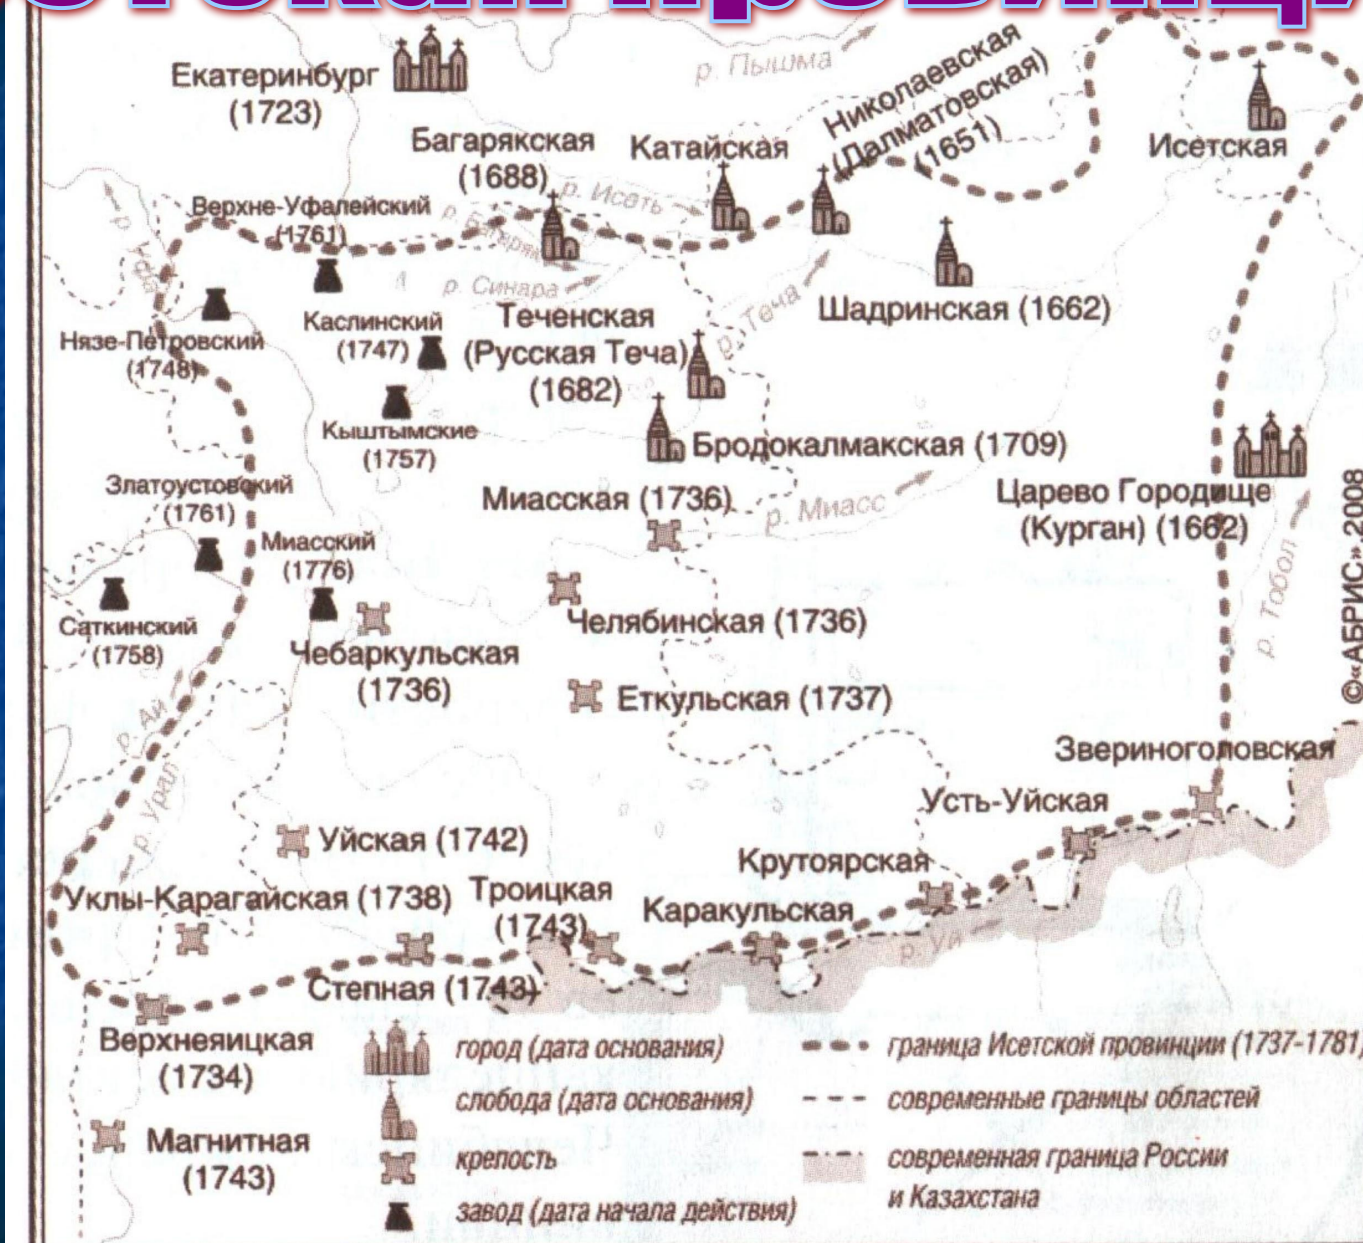 р. Пышма
Екатеринбург
(1723)
Николаевская
(Далматовская)
(1651)
Исетская
Багарякская
(1688)
Катайская
р. Исеть
Верхне-Уфалейский
(1761)
р. Багаряк
р. Уфа
р. Синара
Шадринская (1662)
р. Теча
Нязе-Петровский
(1748)
Каслинский
(1747)
Теченская
(Русская Теча)
(1682)
Кыштымские
(1757)
Бродокалмакская (1709)
Златоустовский
(1761)
Миасская (1736)
р. Миасс
Царево Городище
(Курган) (1662)
р. Тобол
©«АБРИС», 2008
Миасский
(1776)
Саткинский
(1758)
Челябинская (1736)
Чебаркульская
(1736)
Еткульская (1737)
р. Ай
р. Урал
Звериноголовская
Усть-Уйская
Уйская (1742)
Крутоярская
Уклы-Карагайская (1738)
Троицкая
(1743)
Каракульская
р. Уй
Степная (1743)
Верхнеяицкая
(1734)
Магнитная
(1743)
город (дата основания)
слобода (дата основания)
крепость
завод (дата начала действия)
граница Исетской провинции (1737-1781)
современные границы областей
современная граница России
и Казахстана